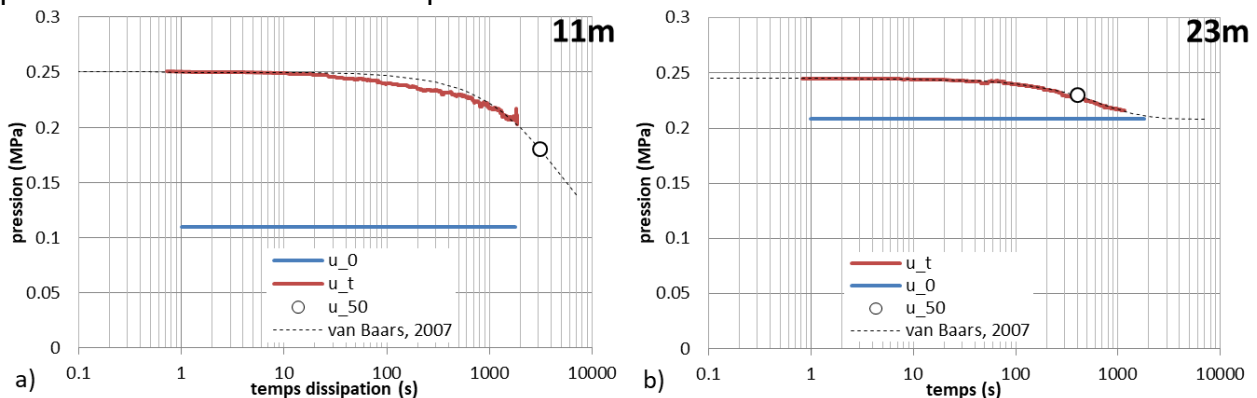 0.3
11m
0.25
0.2
0.15
0.1
0.05
0
pression (MPa)
u_0
u_t
u_50
van Baars, 2007
0.1 1 10 100 1000 10000
a) temps dissipation (s)
0.3
23m
0.25
0.2
0.15
0.1
0.05
0
pression (MPa)
u_t
u_0
u_50
van Baars, 2007
0.1 1 10 100 1000 10000
b) temps (s)